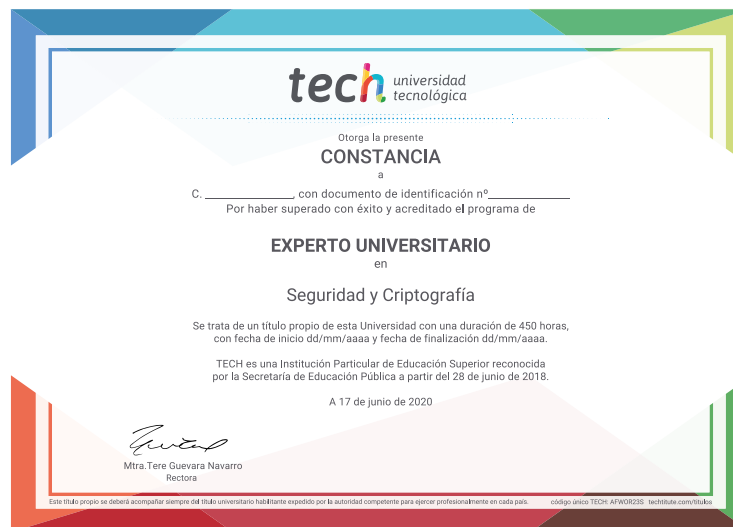 tech universidad
tecnológica
Otorga la presente
CONSTANCIA
a
C. ______________, con documento de identificación nº_____________
Por haber superado con éxito y acreditado el programa de
EXPERTO UNIVERSITARIO
en
Seguridad y Criptografía
Se trata de un título propio de esta Universidad con una duración de 450 horas,
con fecha de inicio dd/mm/aaaa y fecha de finalización dd/mm/aaaa.
TECH es una Institución Particular de Educación Superior reconocida
por la Secretaría de Educación Pública a partir del 28 de junio de 2018.
A 17 de junio de 2020
Mtra.Tere Guevara Navarro
Rectora
Este título propio se deberá acompañar siempre del título universitario habilitante expedido por la autoridad competente para ejercer profesionalmente en cada país. código único TECH: AFWOR23S techtitute.com/titulos